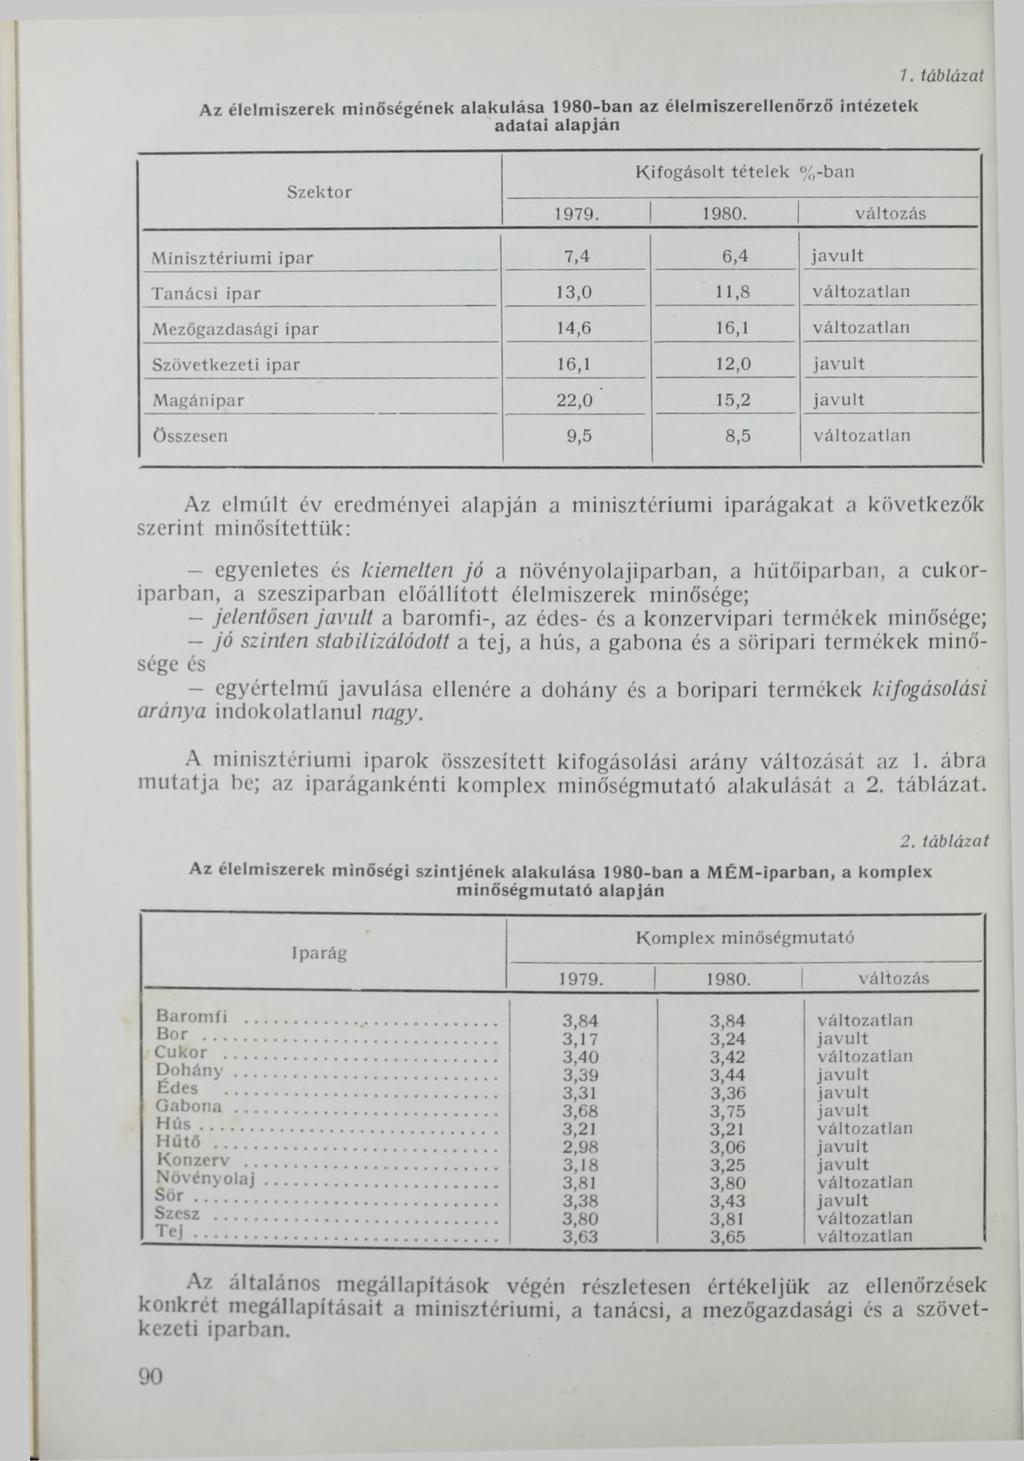 1. táblázat
Az élelmiszerek minőségének alakulása 1980-ban az élelmiszerellenőrző intézetek
adatai alapján
Szektor
Kifogásolt tételek %-ban
1979. 1980. változás
Minisztériumi ipar 7,4 6,4 javult
Tanácsi ipar 13,0 11,8 változatlan
Mezőgazdasági ipar 14,6 16,1 változatlan
Szövetkezeti ipar 16,1 12,0 javult
Magánipar 22,0 15,2 javult
Összesen 9,5 8,5 változatlan
Az elmúlt év eredményei alapján a minisztériumi iparágakat a következők
szerint minősítettük:
— egyenletes és kiemelten jó a növényolajiparban, a hűtőiparban, a cukor-
iparban, a szesziparban előállított élelmiszerek minősége;
— jelentősen javult a baromfi-, az édes- és a konzervipari termékek minősége;
— jó szinten stabilizálódott a tej, a hús, a gabona és a söripari termékek minő-
sége és
— egyértelmű javulása ellenére a dohány és a boripari termékek kifogásolási
aránya indokolatlanul nagy.
A minisztériumi iparok összesített kifogásolási arány változását az 1. ábra
mutatja be; az iparágankénti komplex minőségmutató alakulását a 2. táblázat.
2. táblázat
Az élelmiszerek minőségi szintjének alakulása 1980-ban a MÉM-iparban, a komplex
minőségmutató alapján
Iparág
Komplex minőségmutató
1979. 1980. változás
Baromfi .......................... 3,84 3,84 változatlan
Bor .............................. 3,17 3,24 javult
Cukor ............................ 3,40 3,42 változatlan
Dohány ........................... 3,39 3,44 javult
Édes ............................. 3,31 3,36 javult
Gabona ........................... 3,68 3,75 javult
Hús .............................. 3,21 3,21 változatlan
Hűtő ............................. 2,98 3,06 javult
Konzerv .......................... 3,18 3,25 javult
Növényolaj ....................... 3,81 3,80 változatlan
Sör .............................. 3,38 3,43 javult
Szesz ............................ 3,80 3,81 változatlan
Tej .............................. 3,63 3,65 változatlan
Az általános megállapítások végén részletesen értékeljük az ellenőrzések
konkrét megállapításait a minisztériumi, a tanácsi, a mezőgazdasági és a szövet-
kezeti iparban.
90